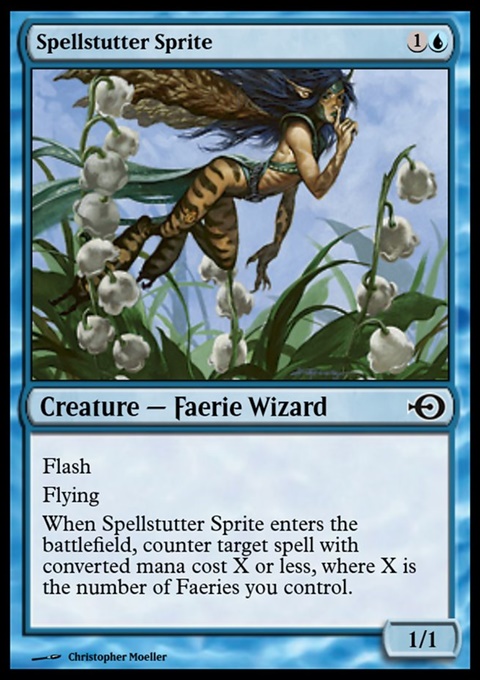 Spellstutter Sprite 1
Creature — Faerie Wizard
Flash
Flying
When Spellstutter Sprite enters the
battlefield, counter target spell with
converted mana cost X or less, where X is
the number of Faeries you control.
1/1
Christopher Moeller